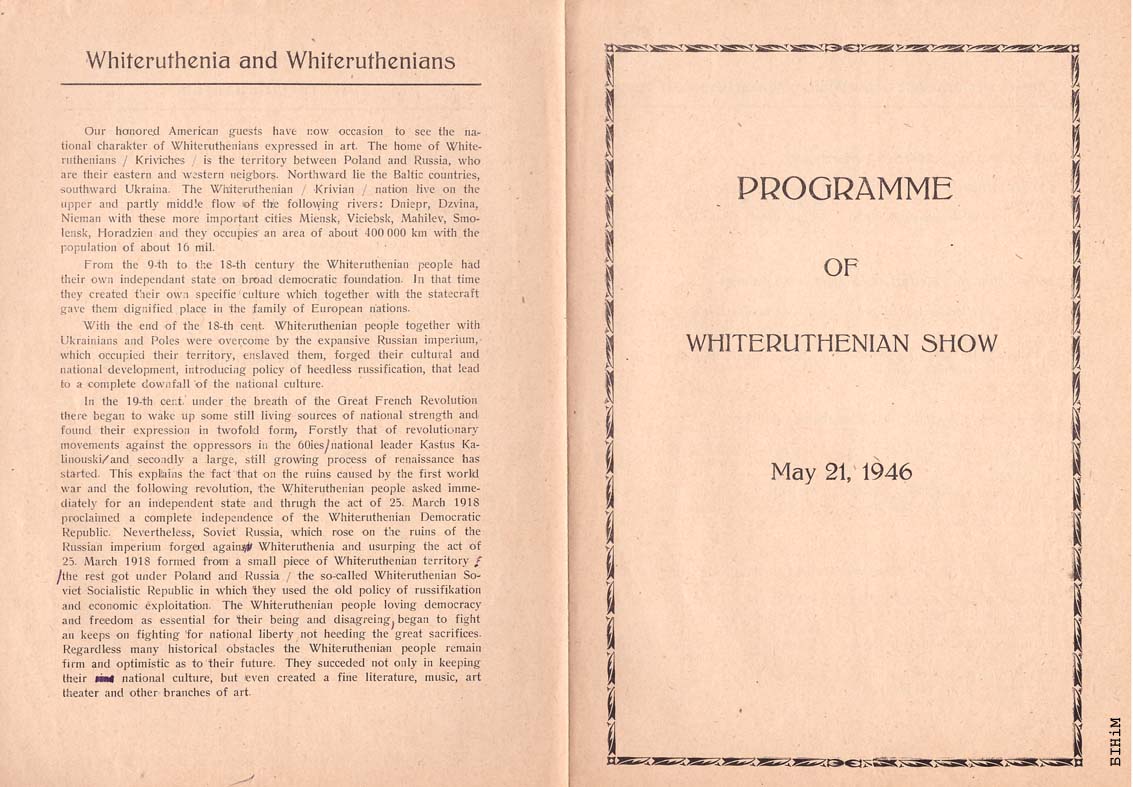 Whiteruthenia and Whiteruthenians
Our honored American guests have now occasion to see the na-
tional charakter of Whiteruthenians expressed in art. The home of White-
ruthenians / Kriviches / is the territory between Poland and Russia, who
are their eastern and western neigbors. Northward lie the Baltic countries,
southward Ukraina. The Whiteruthenian / Krivian / nation live on the
upper and partly middle flow of the following rivers: Dniepr, Dzvina,
Nieman with these more important cities Miensk, Viciebsk, Mahilev, Smo-
lensk, Horadzien and they occupies an area of about 400 000 km with the
population of about 16 mil.
From the 9-th to the 18-th century the Whiteruthenian people had
their own independant state on broad democratic foundation. In that time
they created their own specific culture which together with the statecraft
gave them dignified place in the family of European nations.
With the end of the 18-th cent. Whiteruthenian people together with
Ukrainians and Poles were overcome by the expansive Russian imperium,
which occupied their territory, enslaved them, forged their cultural and
national development, introducing policy of heedless russification, that lead
to a complete downfall of the national culture.
In the 19-th cent. under the breath of the Great French Revolution
there began to wake up some still living sources of national strength and
found their expression in twofold form, Forstly that of revolutionary
movements against the oppressors in the 60ies/national leader Kastus Ka-
linouski/and secondly a large, still growing process of renaissance has
started. This explains the fact that on the ruins caused by the first world
war and the following revolution, the Whiteruthenian people asked imme-
diately for an independent state and thrugh the act of 25. March 1918
proclaimed a complete independence of the Whiteruthenian Democratic
Republic. Nevertheless, Soviet Russia, which rose on the ruins of the
Russian imperium forged against Whiteruthenia and usurping the act of
25. March 1918 formed from a small piece of Whiteruthenian territory /
/the rest got under Poland and Russia / the so-called Whiteruthenian So-
viet Socialistic Republic in which they used the old policy of russifikation
and economic exploitation. The Whiteruthenian people loving democracy
and freedom as essential for their being and disagreing, began to fight
an keeps on fighting for national liberty not heeding the great sacrifices.
Regardless many historical obstacles the Whiteruthenian people remain
firm and optimistic as to their future. They succeded not only in keeping
their national culture, but even created a fine literature, music, art
theater and other branches of art.
PROGRAMME
OF
WHITERUTHENIAN SHOW
May 21, 1946
БІНіМ